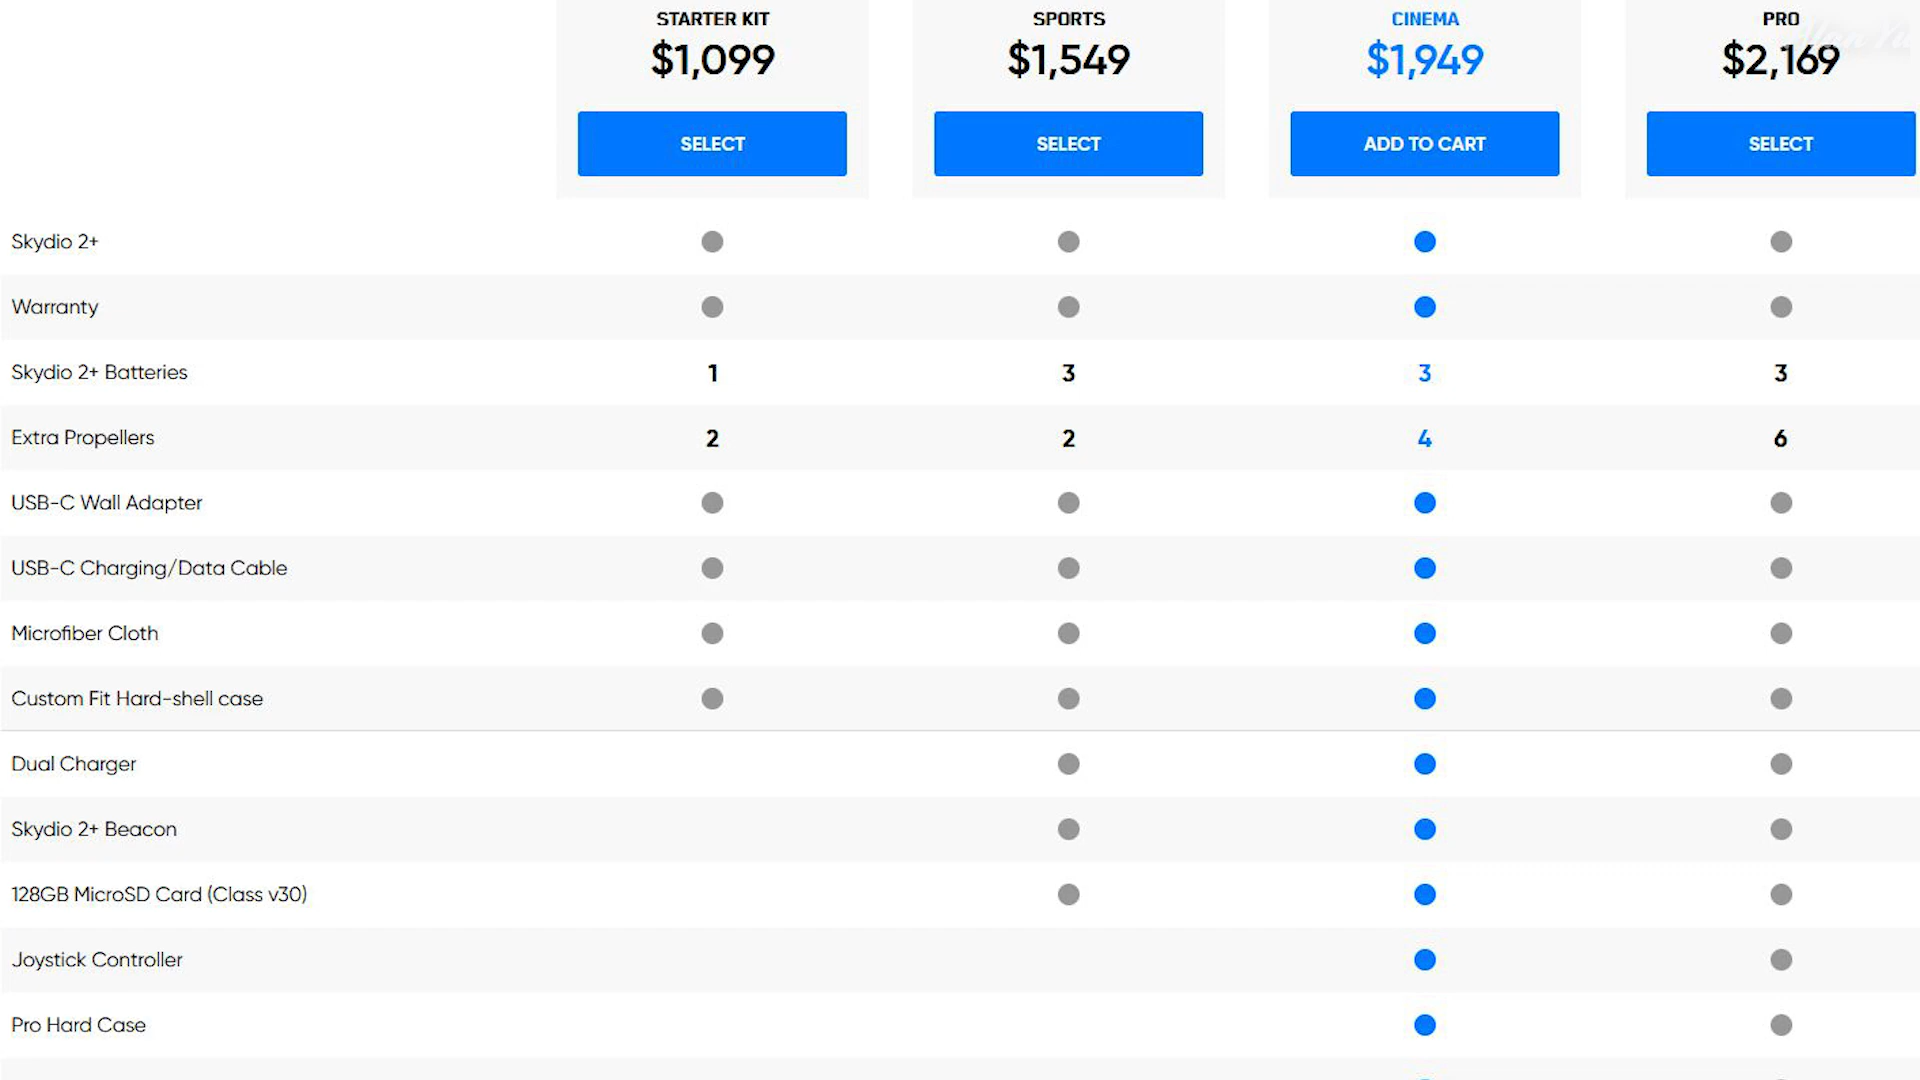 STARTER KIT SPORTS CINEMA PRO
$1,099 $1,549 $1,949 $2,169
SELECT SELECT ADD TO CART SELECT
Skydio 2+
Warranty
Skydio 2+ Batteries 1 3 3 3
Extra Propellers 2 2 4 6
USB-C Wall Adapter
USB-C Charging/Data Cable
Microfiber Cloth
Custom Fit Hard-shell case
Dual Charger
Skydio 2+ Beacon
128GB MicroSD Card (Class v30)
Joystick Controller
Pro Hard Case